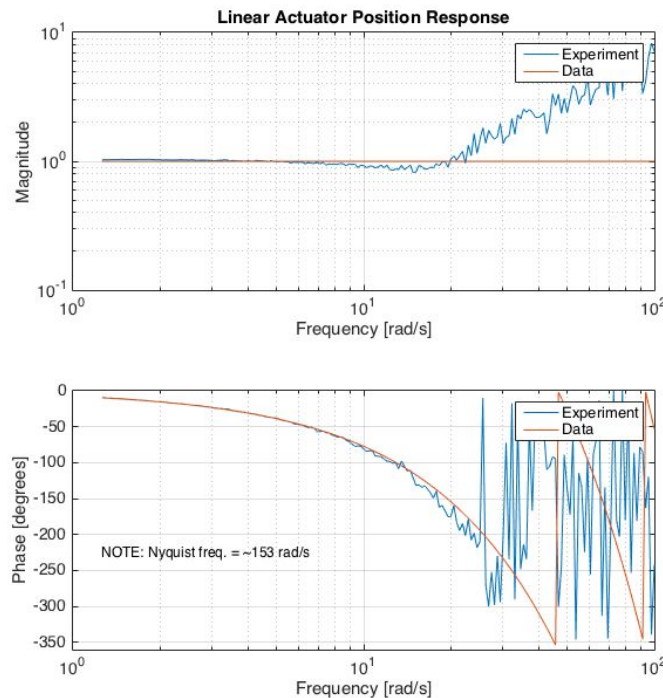 Linear Actuator Position Response
10^1
10^0
10^-1
Magnitude
Experiment
Data
10^0
10^1
10^2
Frequency [rad/s]
0
-50
-100
-150
-200
-250
-300
-350
Phase [degrees]
Experiment
Data
NOTE: Nyquist freq. = ~153 rad/s
10^0
10^1
10^2
Frequency [rad/s]